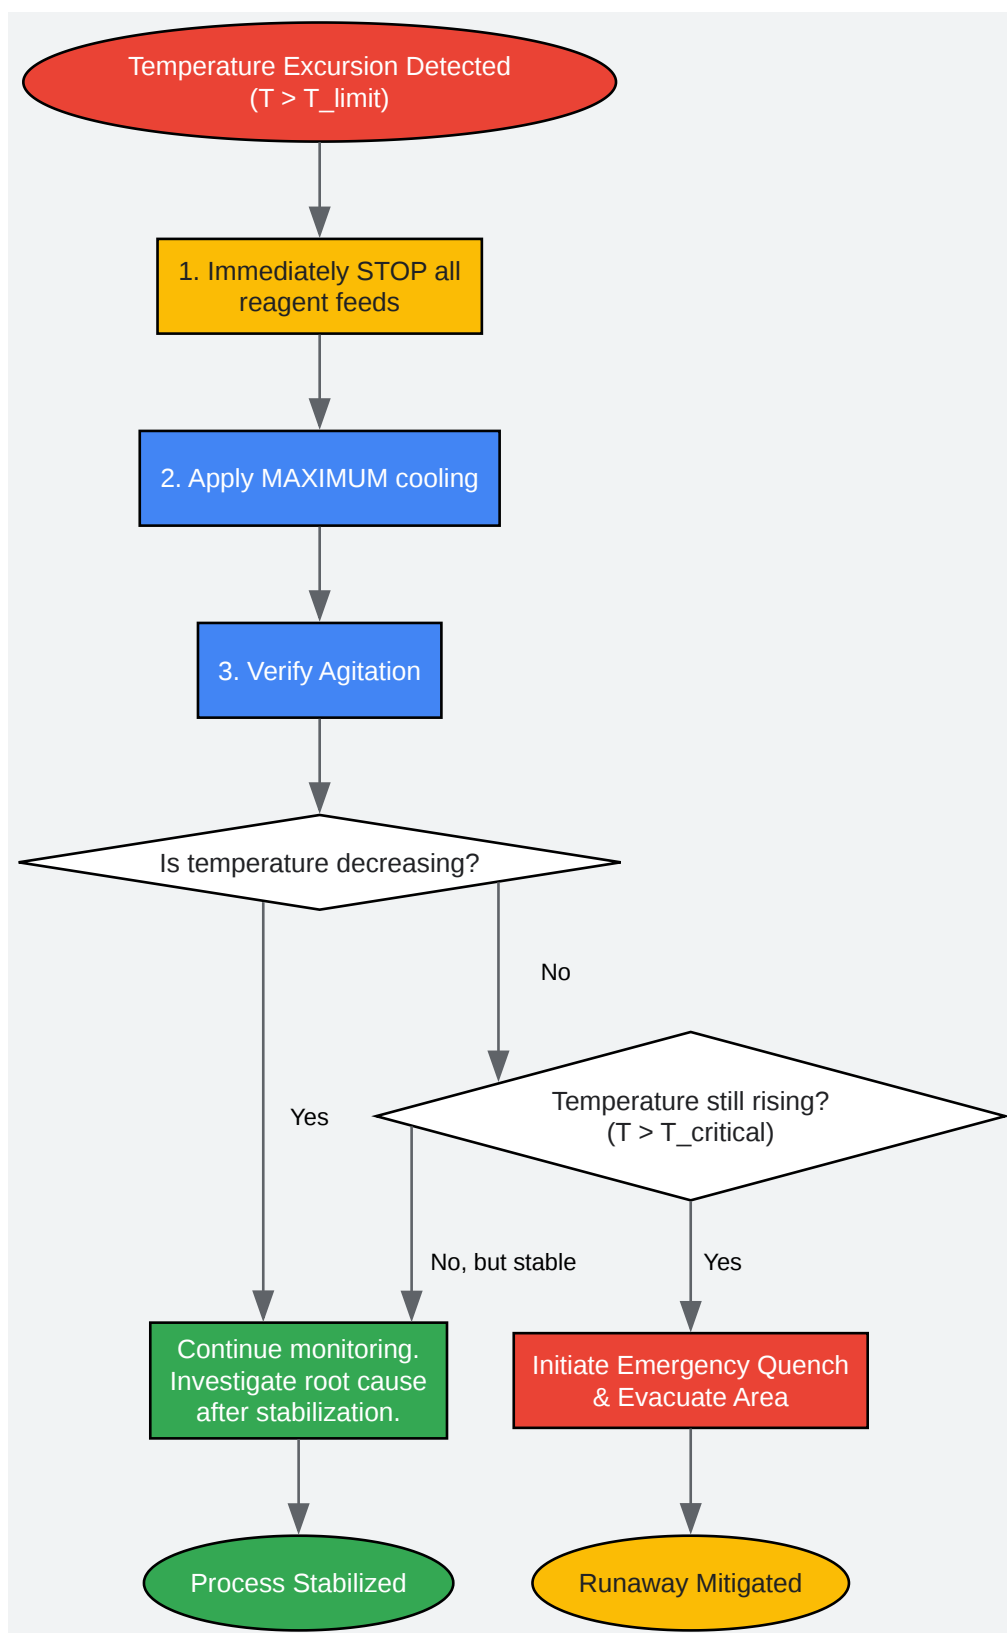 Temperature Excursion Detected
(T > T_limit)
1. Immediately STOP all
reagent feeds
2. Apply MAXIMUM cooling
3. Verify Agitation
Is temperature decreasing?
No
Temperature still rising?
(T > T_critical)
Yes
No, but stable
Yes
Continue monitoring.
Investigate root cause
after stabilization.
Initiate Emergency Quench
& Evacuate Area
Process Stabilized
Runaway Mitigated